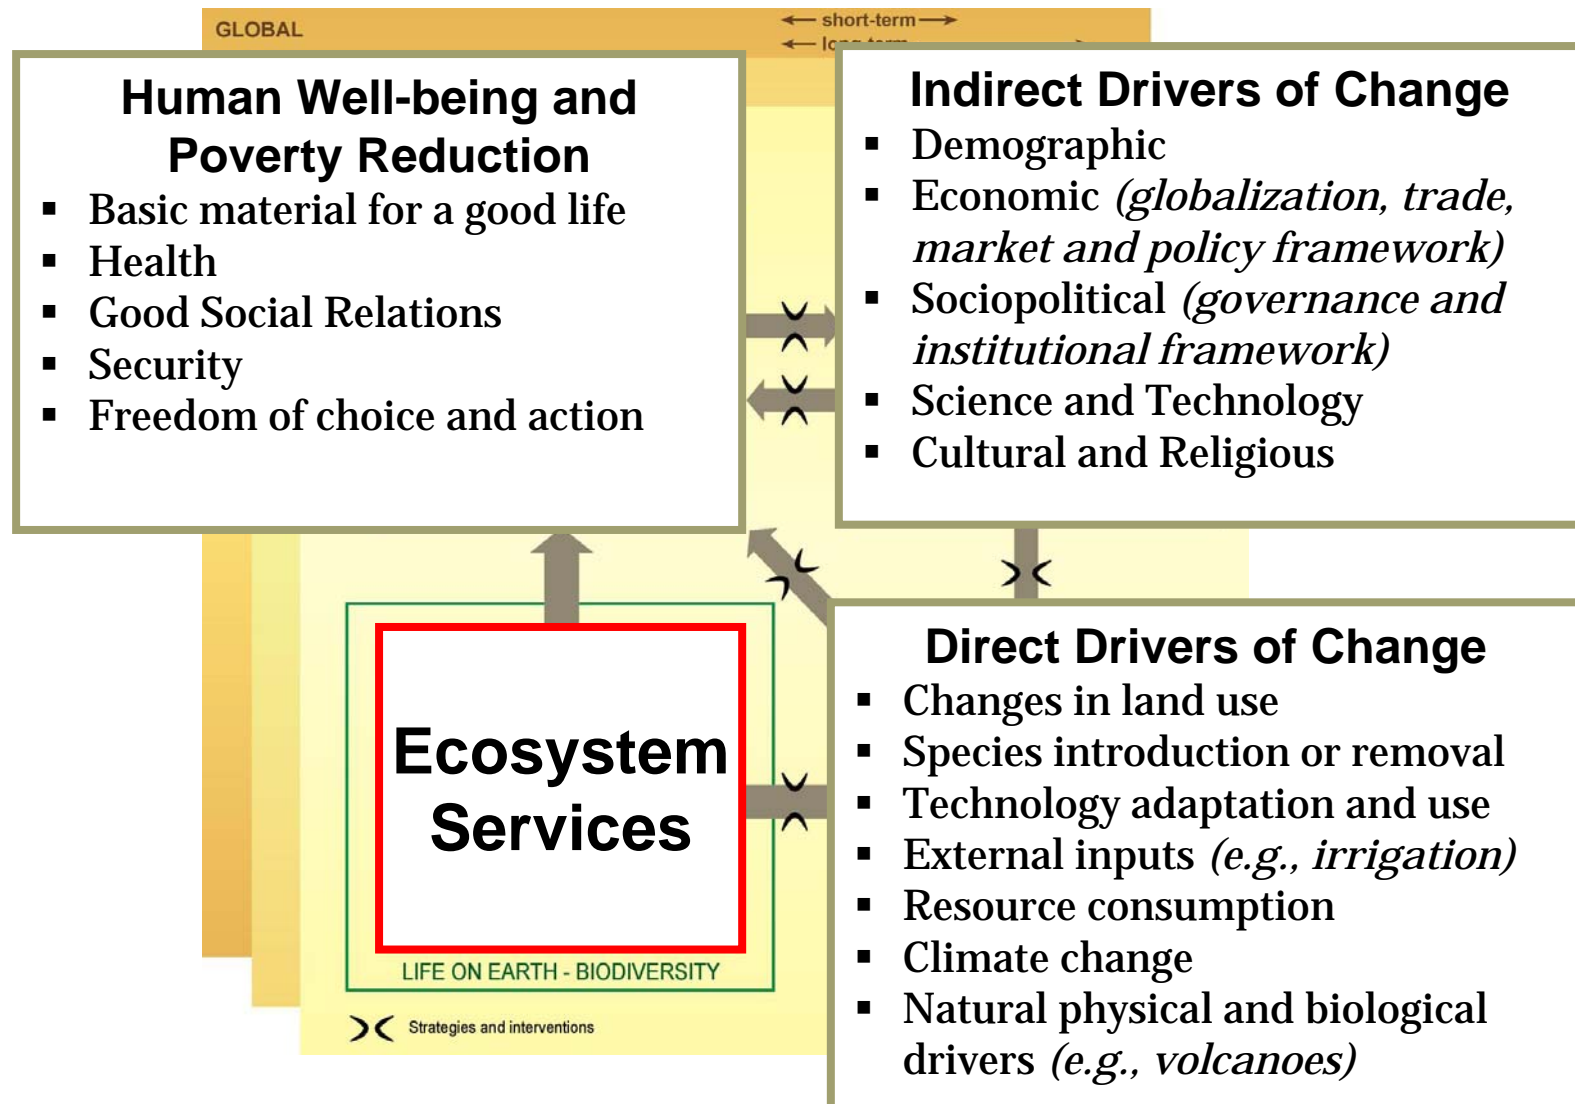 GLOBAL
short-term
Human Well-being and
Poverty Reduction
▪ Basic material for a good life
▪ Health
▪ Good Social Relations
▪ Security
▪ Freedom of choice and action
Indirect Drivers of Change
▪ Demographic
▪ Economic (globalization, trade,
market and policy framework)
▪ Sociopolitical (governance and
institutional framework)
▪ Science and Technology
▪ Cultural and Religious
Ecosystem
Services
LIFE ON EARTH - BIODIVERSITY
Strategies and interventions
Direct Drivers of Change
▪ Changes in land use
▪ Species introduction or removal
▪ Technology adaptation and use
▪ External inputs (e.g., irrigation)
▪ Resource consumption
▪ Climate change
▪ Natural physical and biological
drivers (e.g., volcanoes)